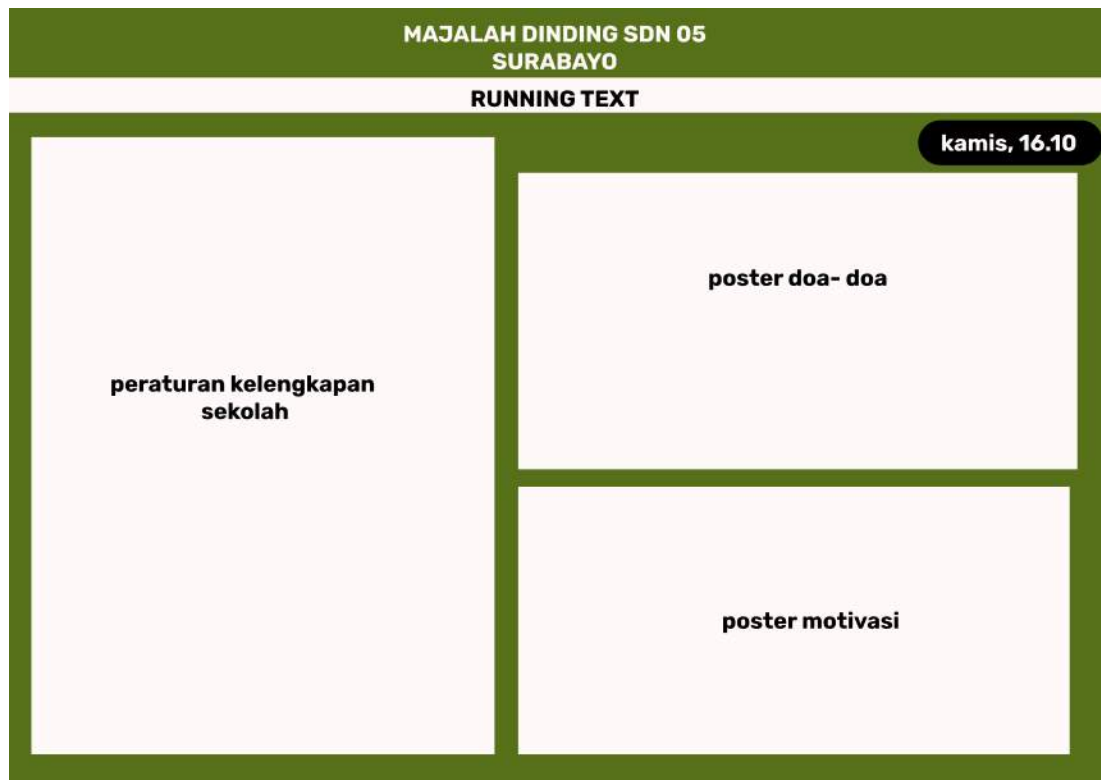 MAJALAH DINDING SDN 05
SURABAYO
RUNNING TEXT
kamis, 16.10
peraturan kelengkapan
sekolah
poster doa- doa
poster motivasi